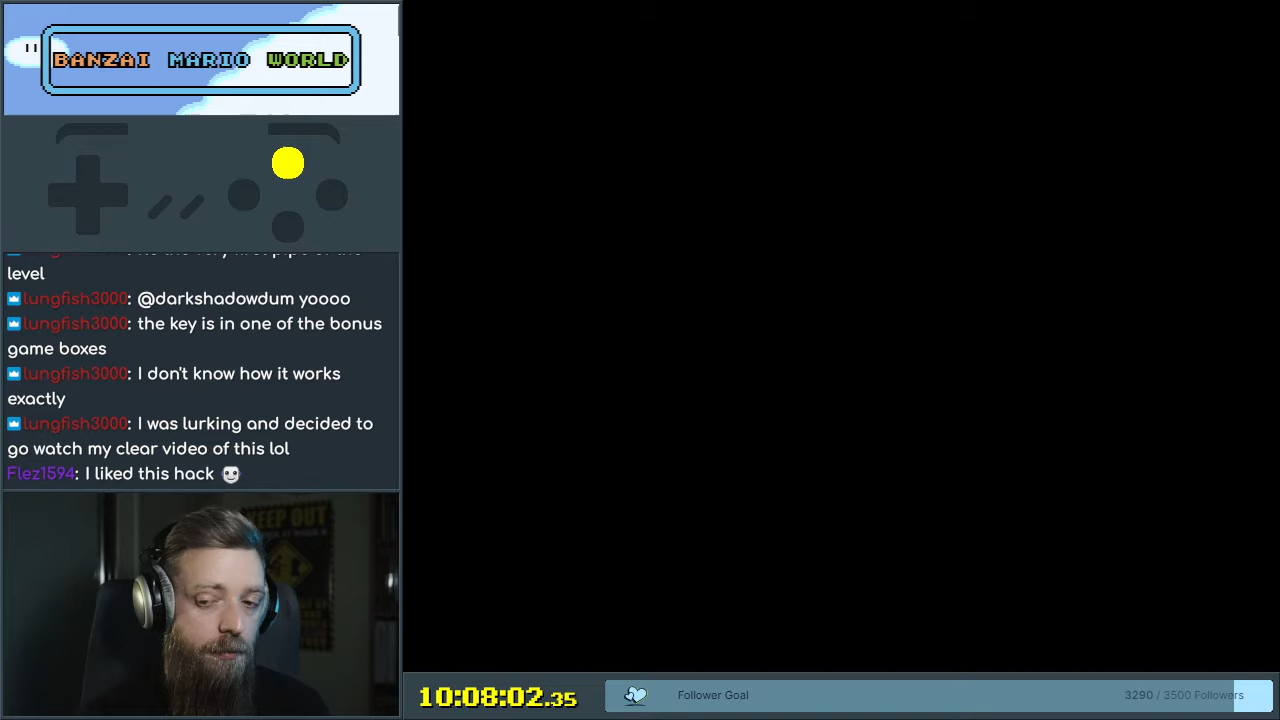 BANZAI MARIO WORLD
level
lungfish3000: @darkshadowdum yoooo
lungfish3000: the key is in one of the bonus
game boxes
lungfish3000: I don't know how it works
exactly
lungfish3000: I was lurking and decided to
go watch my clear video of this lol
Flez1594: I liked this hack
KEEP OUT
10:08:02.35
Follower Goal
3290 / 3500 Followers